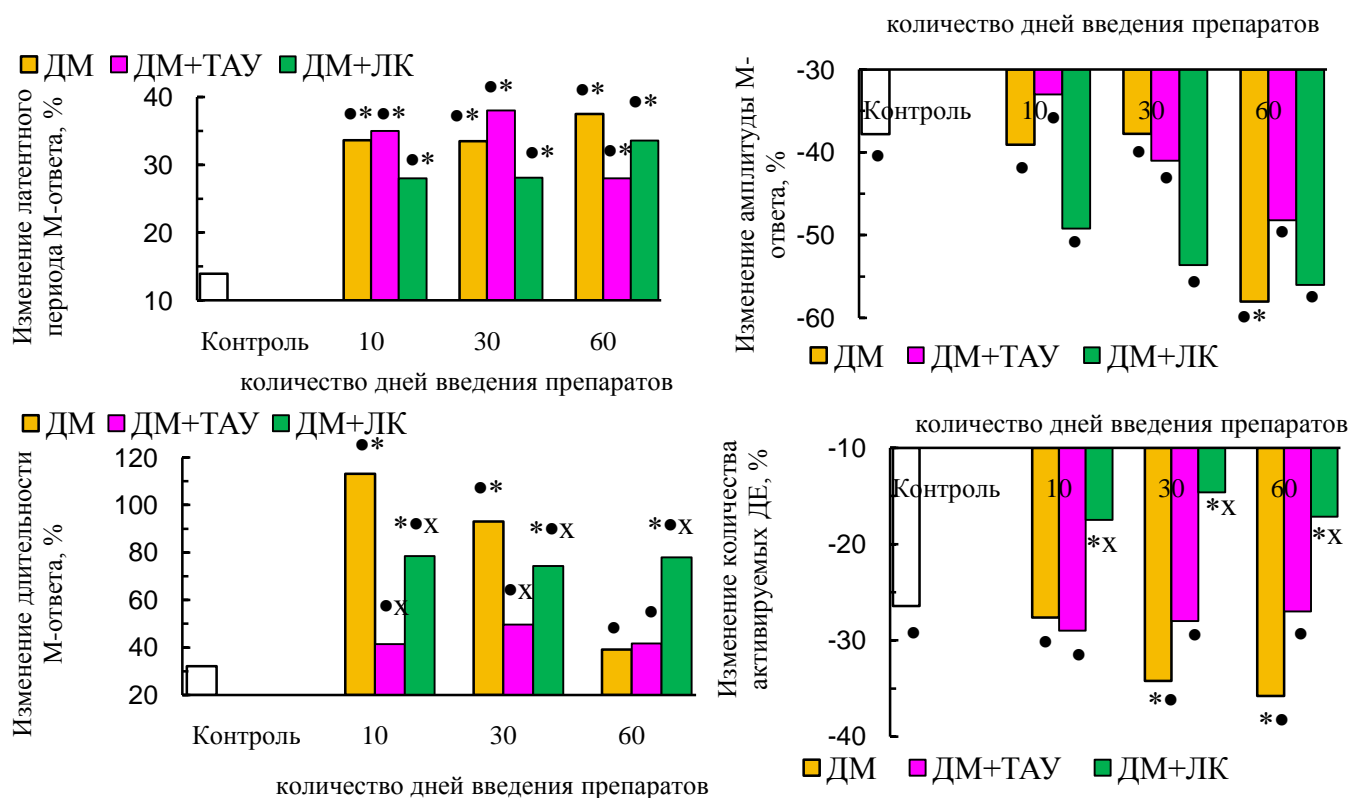 ДМ ДМ+ТАУ ДМ+ЛК
Изменение латентного
периода М-ответа, %
40
30
20
10
●* ●* ●*
●* ●* ●*
●* ●* ●*
Контроль 10 30 60
количество дней введения препаратов
количество дней введения препаратов
Изменение амплитуды М-
ответа, %
-30
-40
-50
-60
Контроль 10 30 60
●
● ● ●
● ● ●
●* ● ●
ДМ ДМ+ТАУ ДМ+ЛК
ДМ ДМ+ТАУ ДМ+ЛК
Изменение длительности
М-ответа, %
120
100
80
60
40
20
●* ●x *●x
●* ●x *●x
● ● *●x
Контроль 10 30 60
количество дней введения препаратов
количество дней введения препаратов
Изменение количества
активируемых ДЕ, %
-10
-20
-30
-40
Контроль 10 30 60
●
● ● *x
*● ● *x
*● ● *x
ДМ ДМ+ТАУ ДМ+ЛК